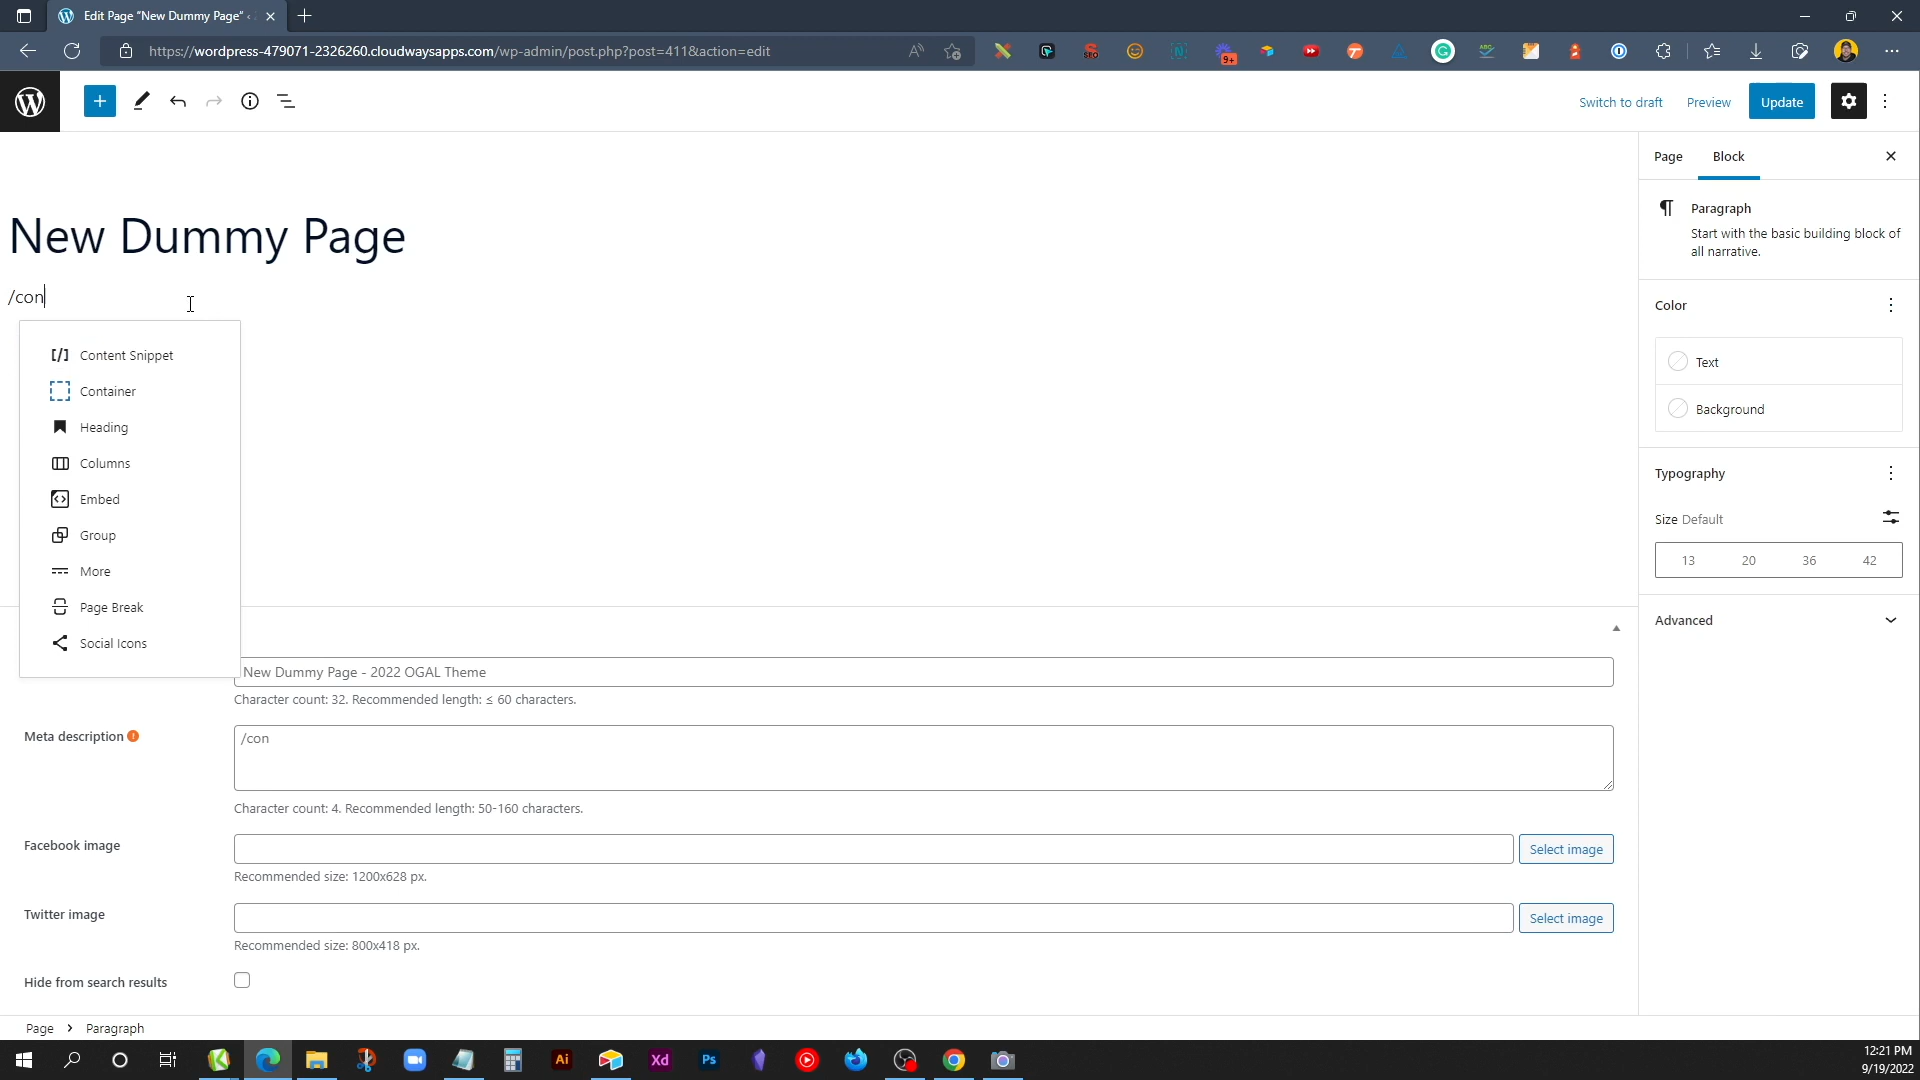 Edit Page "New Dummy Page" ‹
https://wordpress-479071-2326260.cloudwaysapps.com/wp-admin/post.php?post=411&action=edit
SEO
9+
ABC
Switch to draft
Preview
Update
Page
Block
Paragraph
Start with the basic building block of
all narrative.
New Dummy Page
/con
Content Snippet
Container
Heading
Columns
Embed
Group
More
Page Break
Social Icons
Color
Text
Background
Typography
Size Default
13 20 36 42
Advanced
New Dummy Page - 2022 OGAL Theme
Character count: 32. Recommended length: ≤ 60 characters.
Meta description
/con
Character count: 4. Recommended length: 50-160 characters.
Facebook image
Select image
Recommended size: 1200x628 px.
Twitter image
Select image
Recommended size: 800x418 px.
Hide from search results
Page › Paragraph
Ai
Xd
Ps
12:21 PM
9/19/2022